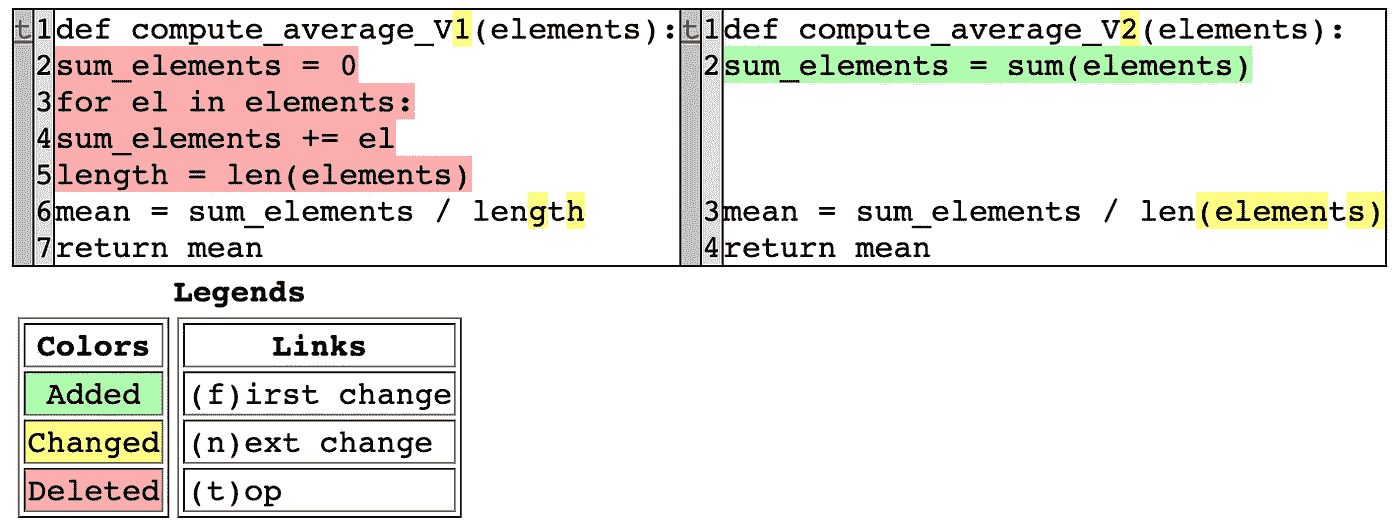 t 1 def compute_average_V1(elements): t 1 def compute_average_V2(elements):
2 sum_elements = 0 2 sum_elements = sum(elements)
3 for el in elements:
4 sum_elements += el
5 length = len(elements)
6 mean = sum_elements / length 3 mean = sum_elements / len(elements)
7 return mean 4 return mean
Legends
Colors Links
Added (f)irst change
Changed (n)ext change
Deleted (t)op